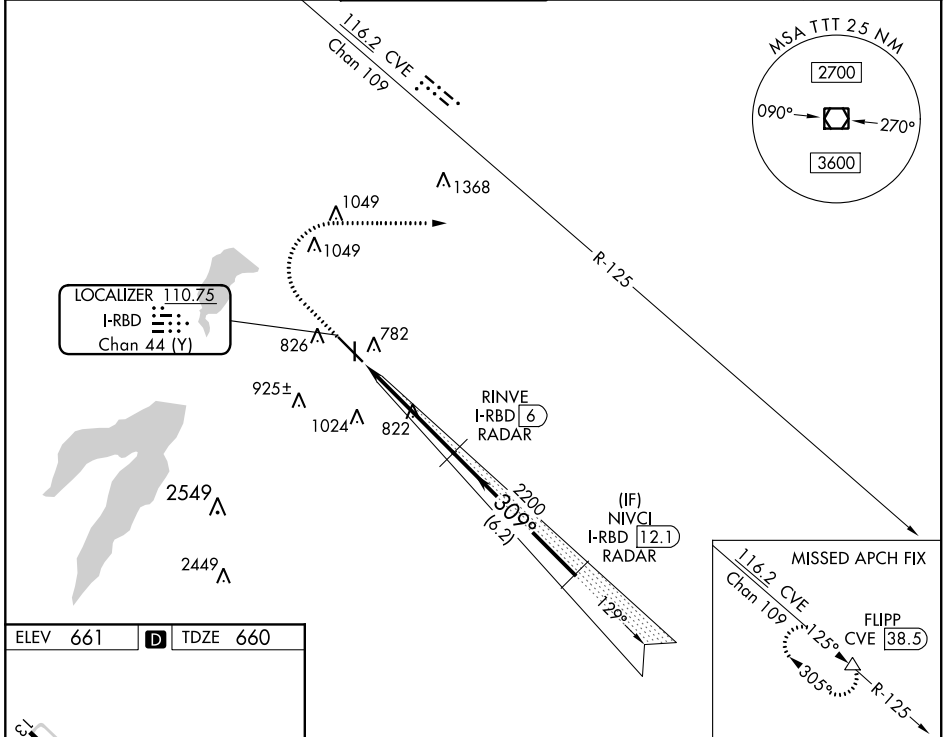 116.2 CVE
Chan 109
MSA TTT 25 NM
2700
090°
270°
3600
1368
1049
1049
R-125
LOCALIZER 110.75
I-RBD
Chan 44 (Y)
826
782
925±
1024
822
RINVE
I-RBD 6
RADAR
2200
309°
(6.2)
(IF)
NIVCI
I-RBD 12.1
RADAR
129°
2549
2449
MISSED APCH FIX
116.2 CVE
Chan 109
125°
305°
FLIPP
CVE 38.5
R-125
ELEV 661 D TDZE 660
13